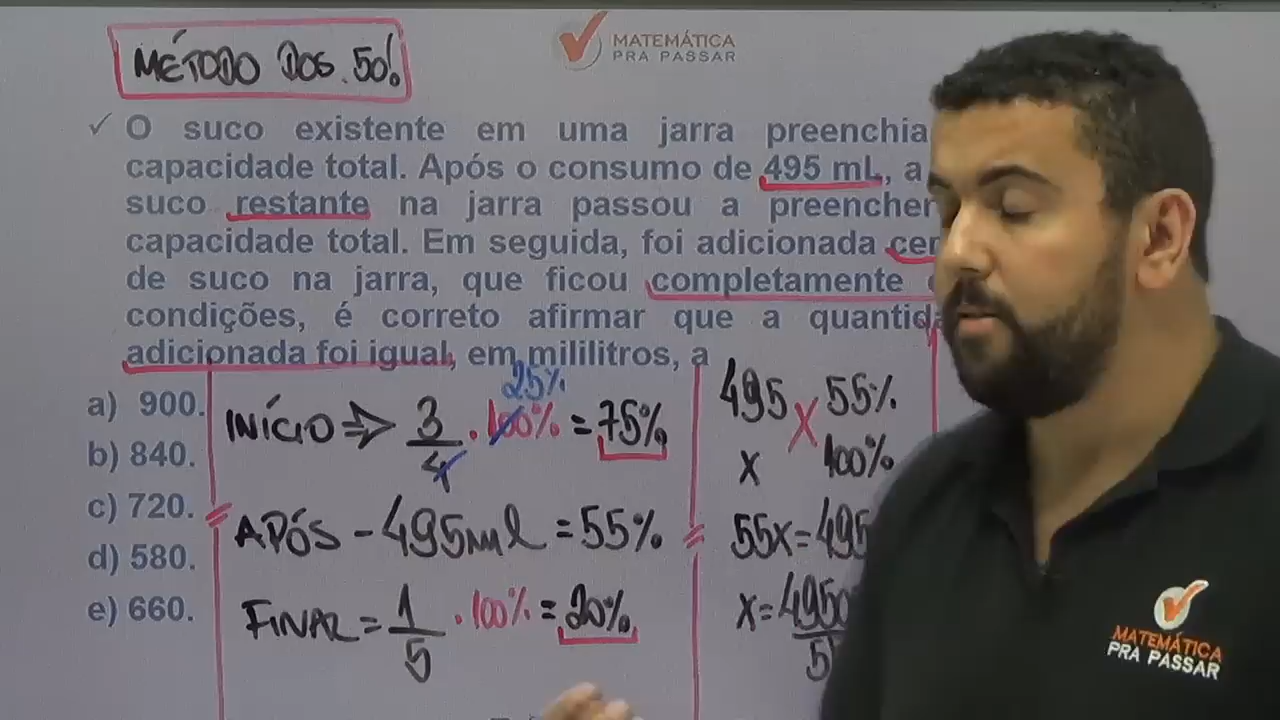 MÉTODO DOS 50!
MATEMÁTICA
PRA PASSAR
✓ O suco existente em uma jarra preenchia
capacidade total. Após o consumo de 495 mL, a
suco restante na jarra passou a preencher
capacidade total. Em seguida, foi adicionada cer
de suco na jarra, que ficou completamente
condições, é correto afirmar que a quantid
adicionada foi igual, em mililitros, a
a) 900.
b) 840.
c) 720.
d) 580.
e) 660.
25%
INÍCIO ⇒ 3/4 . 100% = 75%
APÓS - 495ml = 55%
FINAL = 1/5 . 100% = 20%
495 X 55%
x 100%
55x = 495
x = 4950
MATEMÁTICA
PRA PASSAR